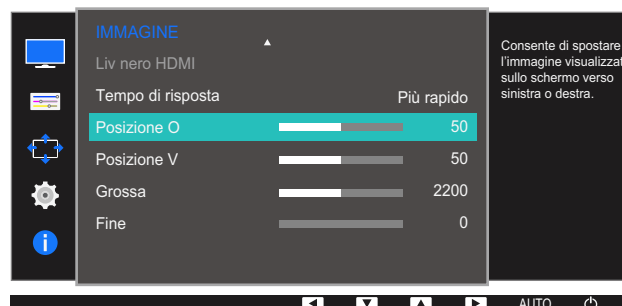 IMMAGINE
Liv nero HDMI
Tempo di risposta Più rapido
Posizione O 50
Posizione V 50
Grossa 2200
Fine 0
Consente di spostare
l'immagine visualizzat
sullo schermo verso
sinistra o destra.
AUTO